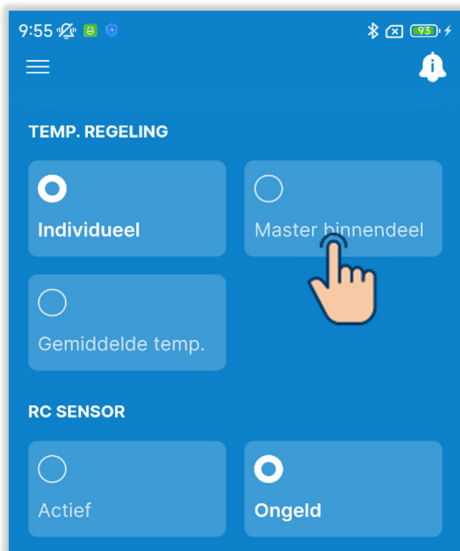 9:55
93
TEMP. REGELING
Individueel
Master binnendeel
Gemiddelde temp.
RC SENSOR
Actief
Ongeld